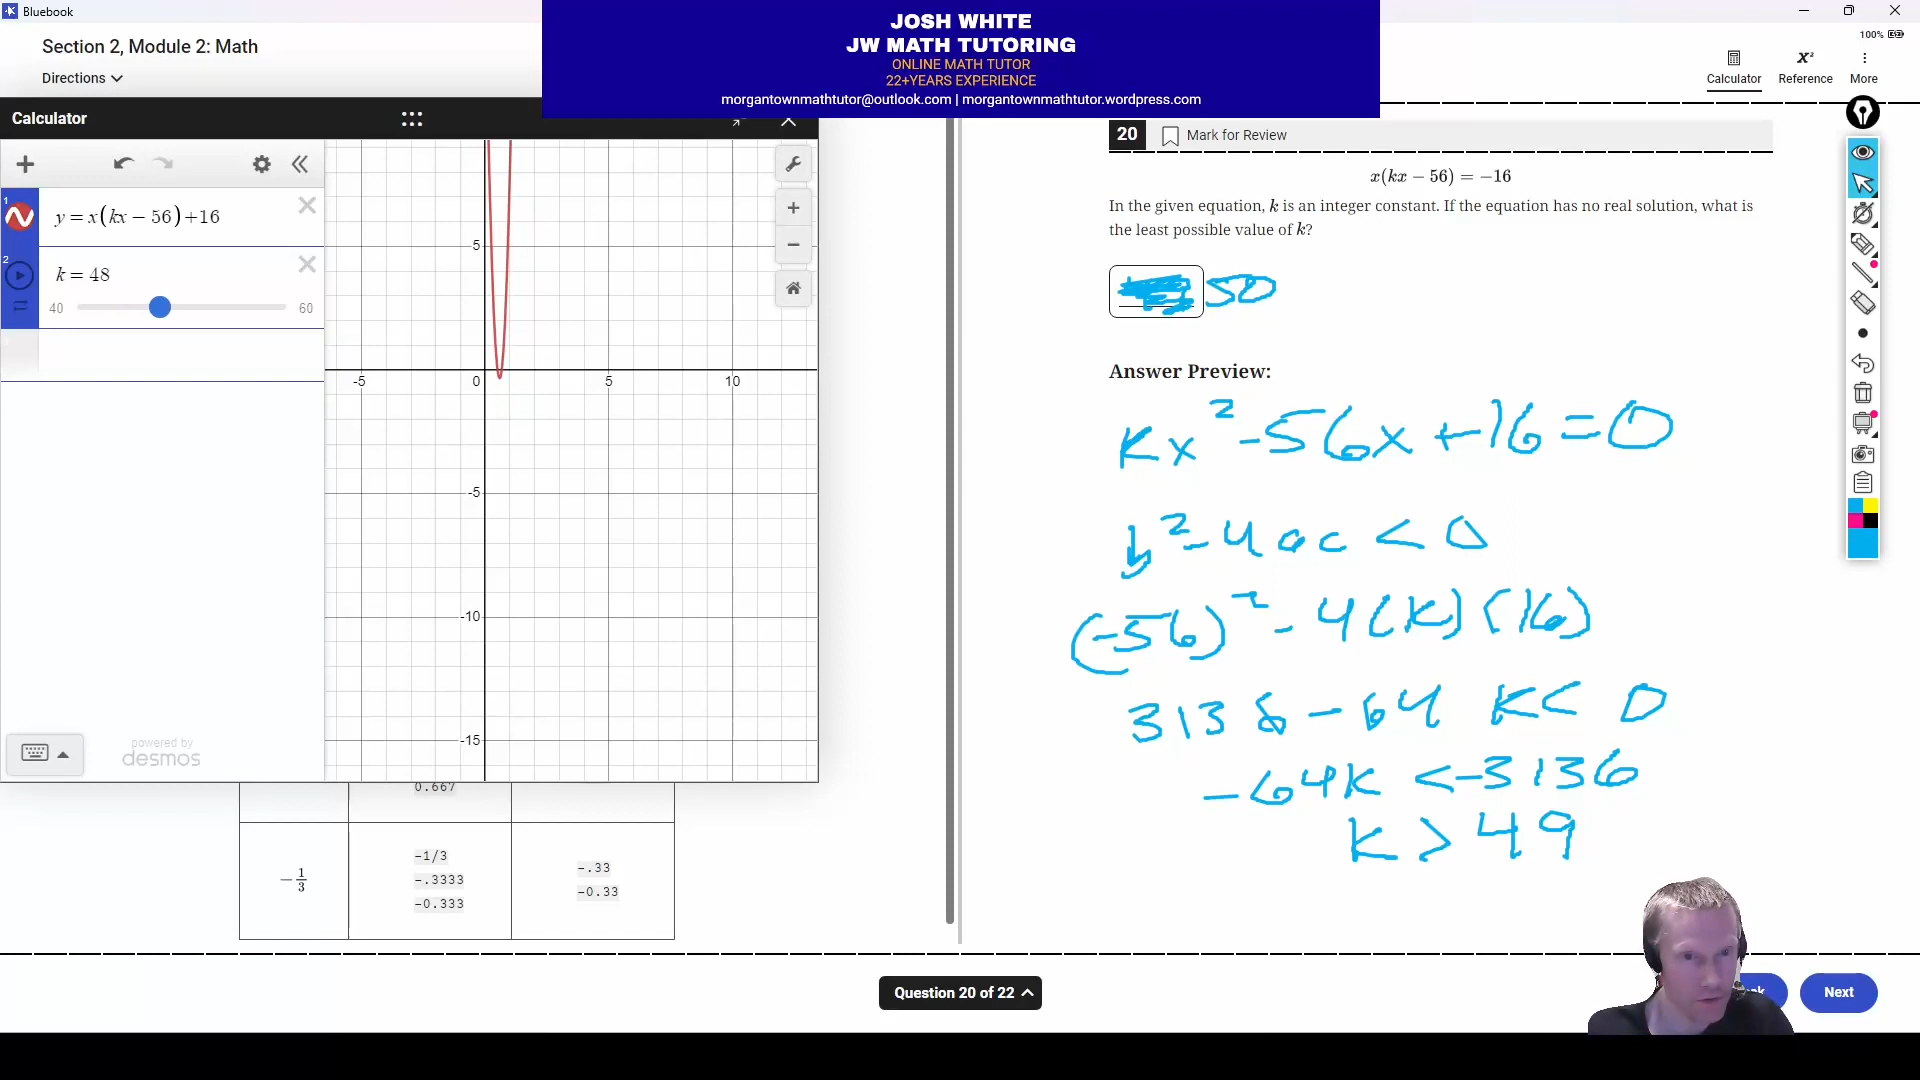 Bluebook
Section 2, Module 2: Math
Directions
JOSH WHITE
JW MATH TUTORING
ONLINE MATH TUTOR
22+YEARS EXPERIENCE
morgantownmathtutor@outlook.com | morgantownmathtutor.wordpress.com
100%
Calculator
Reference
More
Calculator
1
y = x(kx − 56)+16
2
k = 48
40
60
3
5
-5
0
5
10
-5
-10
-15
powered by
desmos
0.667
-1/3
-.3333
-0.333
− 1/3
-.33
-0.33
20
Mark for Review
x(kx − 56) = −16
In the given equation, k is an integer constant. If the equation has no real solution, what is
the least possible value of k?
50
Answer Preview:
kx² -56x +16 = 0
b² - 4ac < 0
(-56)² - 4(k)(16)
3136 - 64 k < 0
-64k < -3136
k > 49
Question 20 of 22
Next